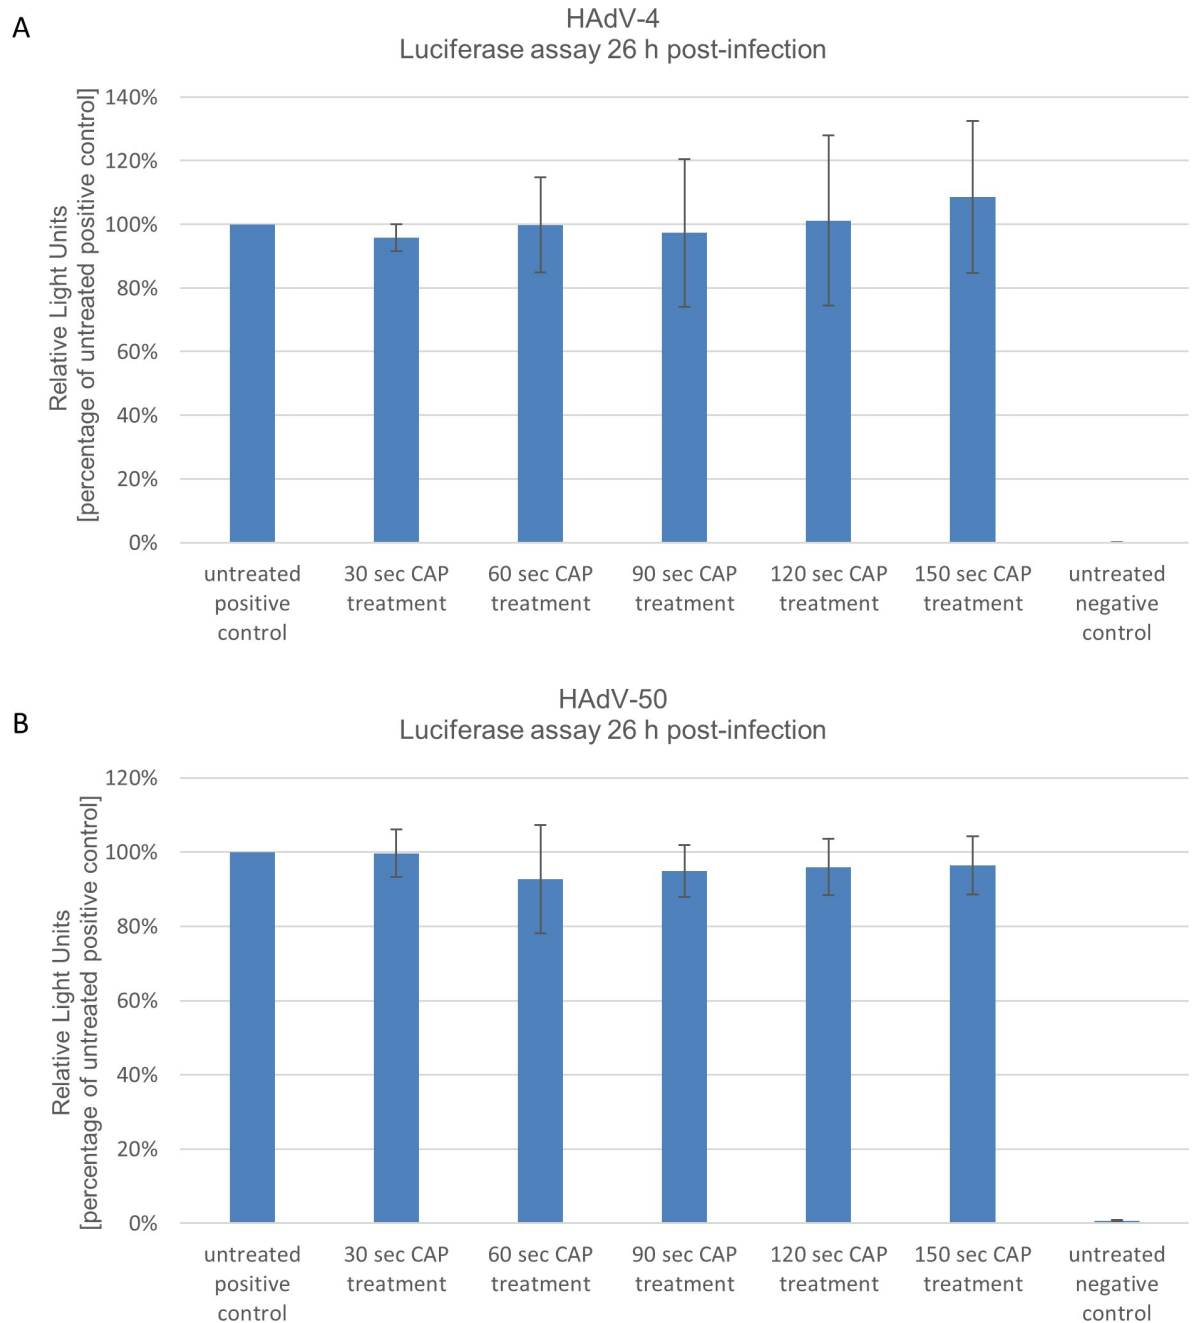 A
HAdV-4
Luciferase assay 26 h post-infection
Relative Light Units
[percentage of untreated positive control]
140%
120%
100%
80%
60%
40%
20%
0%
untreated
positive
control
30 sec CAP
treatment
60 sec CAP
treatment
90 sec CAP
treatment
120 sec CAP
treatment
150 sec CAP
treatment
untreated
negative
control
B
HAdV-50
Luciferase assay 26 h post-infection
Relative Light Units
[percentage of untreated positive control]
120%
100%
80%
60%
40%
20%
0%
untreated
positive
control
30 sec CAP
treatment
60 sec CAP
treatment
90 sec CAP
treatment
120 sec CAP
treatment
150 sec CAP
treatment
untreated
negative
control